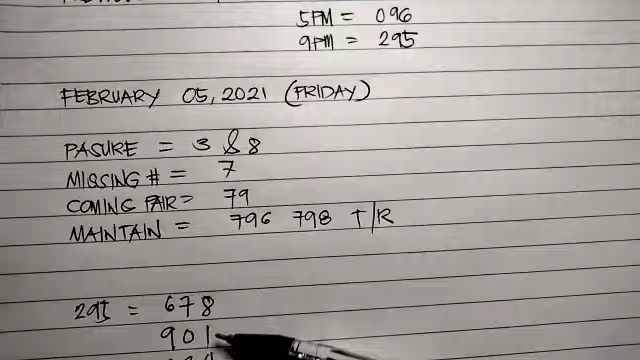 5PM = 096
9PM = 295
FEBRUARY 05, 2021 (FRIDAY)
PASURE = 3 & 8
MISSING # = 7
COMING PAIR = 79
MAINTAIN = 796 798 T/R
295 = 678
901